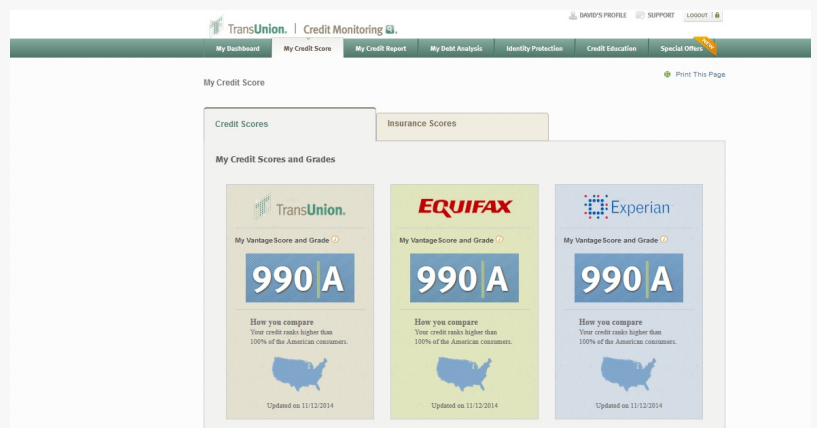 DAVID'S PROFILE SUPPORT LOGOUT
TransUnion. | Credit Monitoring
My Dashboard My Credit Score My Credit Report My Debt Analysis Identity Protection Credit Education Special Offers NEW
Print This Page
My Credit Score
Credit Scores Insurance Scores
My Credit Scores and Grades
TransUnion. EQUIFAX Experian
My VantageScore and Grade My VantageScore and Grade My VantageScore and Grade
990 A 990 A 990 A
How you compare How you compare How you compare
Your credit ranks higher than Your credit ranks higher than Your credit ranks higher than
100% of the American consumers. 100% of the American consumers. 100% of the American consumers.
Updated on 11/12/2014 Updated on 11/12/2014 Updated on 11/12/2014